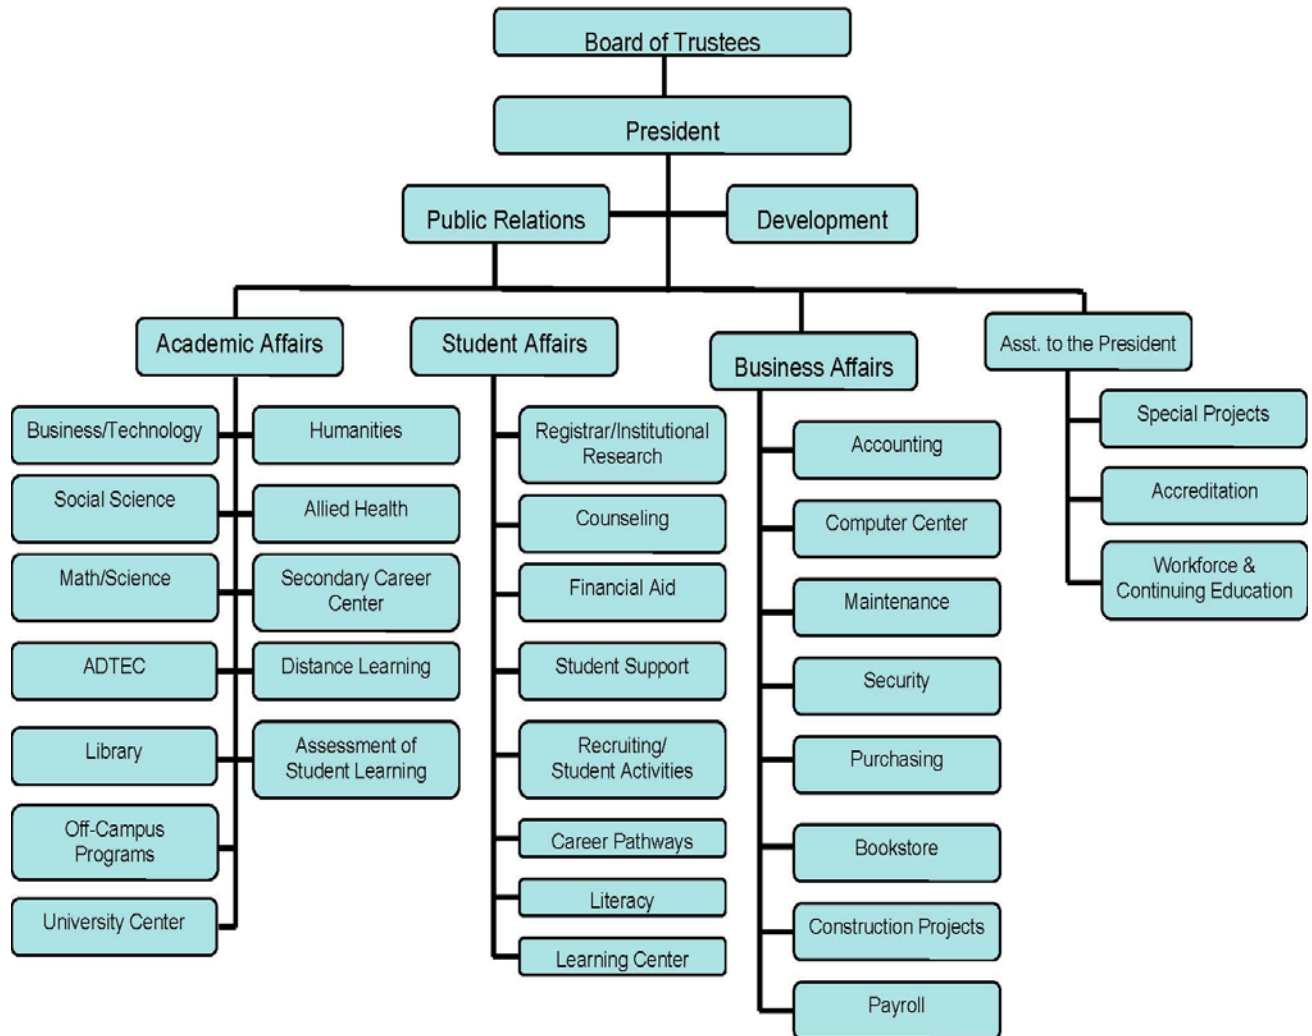 Board of Trustees
President
Public Relations
Development
Academic Affairs
Student Affairs
Business Affairs
Asst. to the President
Business/Technology
Humanities
Social Science
Allied Health
Math/Science
Secondary Career
Center
ADTEC
Distance Learning
Library
Assessment of
Student Learning
Off-Campus
Programs
University Center
Registrar/Institutional
Research
Counseling
Financial Aid
Student Support
Recruiting/
Student Activities
Career Pathways
Literacy
Learning Center
Accounting
Computer Center
Maintenance
Security
Purchasing
Bookstore
Construction Projects
Payroll
Special Projects
Accreditation
Workforce &
Continuing Education